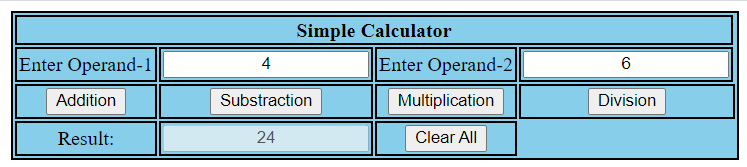 Simple Calculator
Enter Operand-1 4 Enter Operand-2 6
Addition Substraction Multiplication Division
Result: 24 Clear All